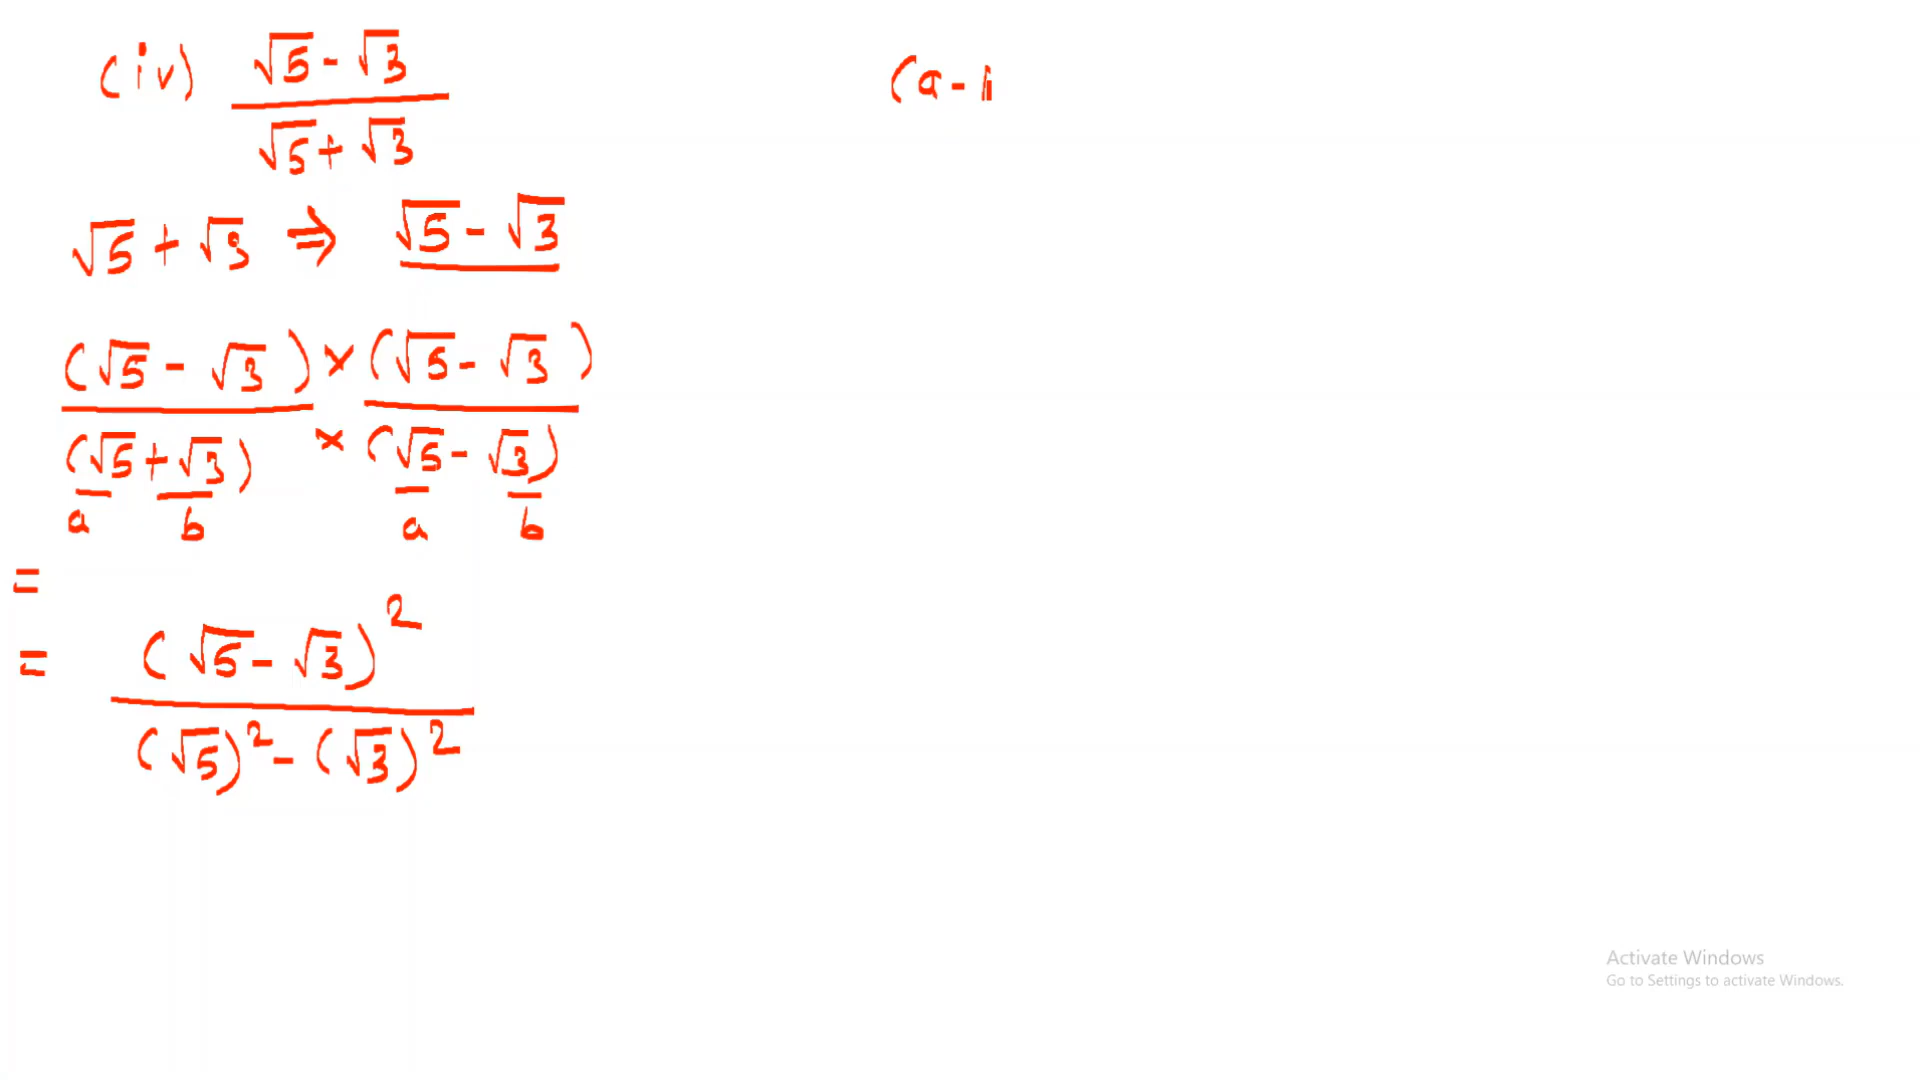 (iv) √5 - √3
√5 + √3
√5 + √3 ⇒ √5 - √3
(√5 - √3) × (√5 - √3)
(√5 + √3) × (√5 - √3)
a b a b
=
= (√5 - √3)²
(√5)² - (√3)²
(a -
Activate Windows
Go to Settings to activate Windows.